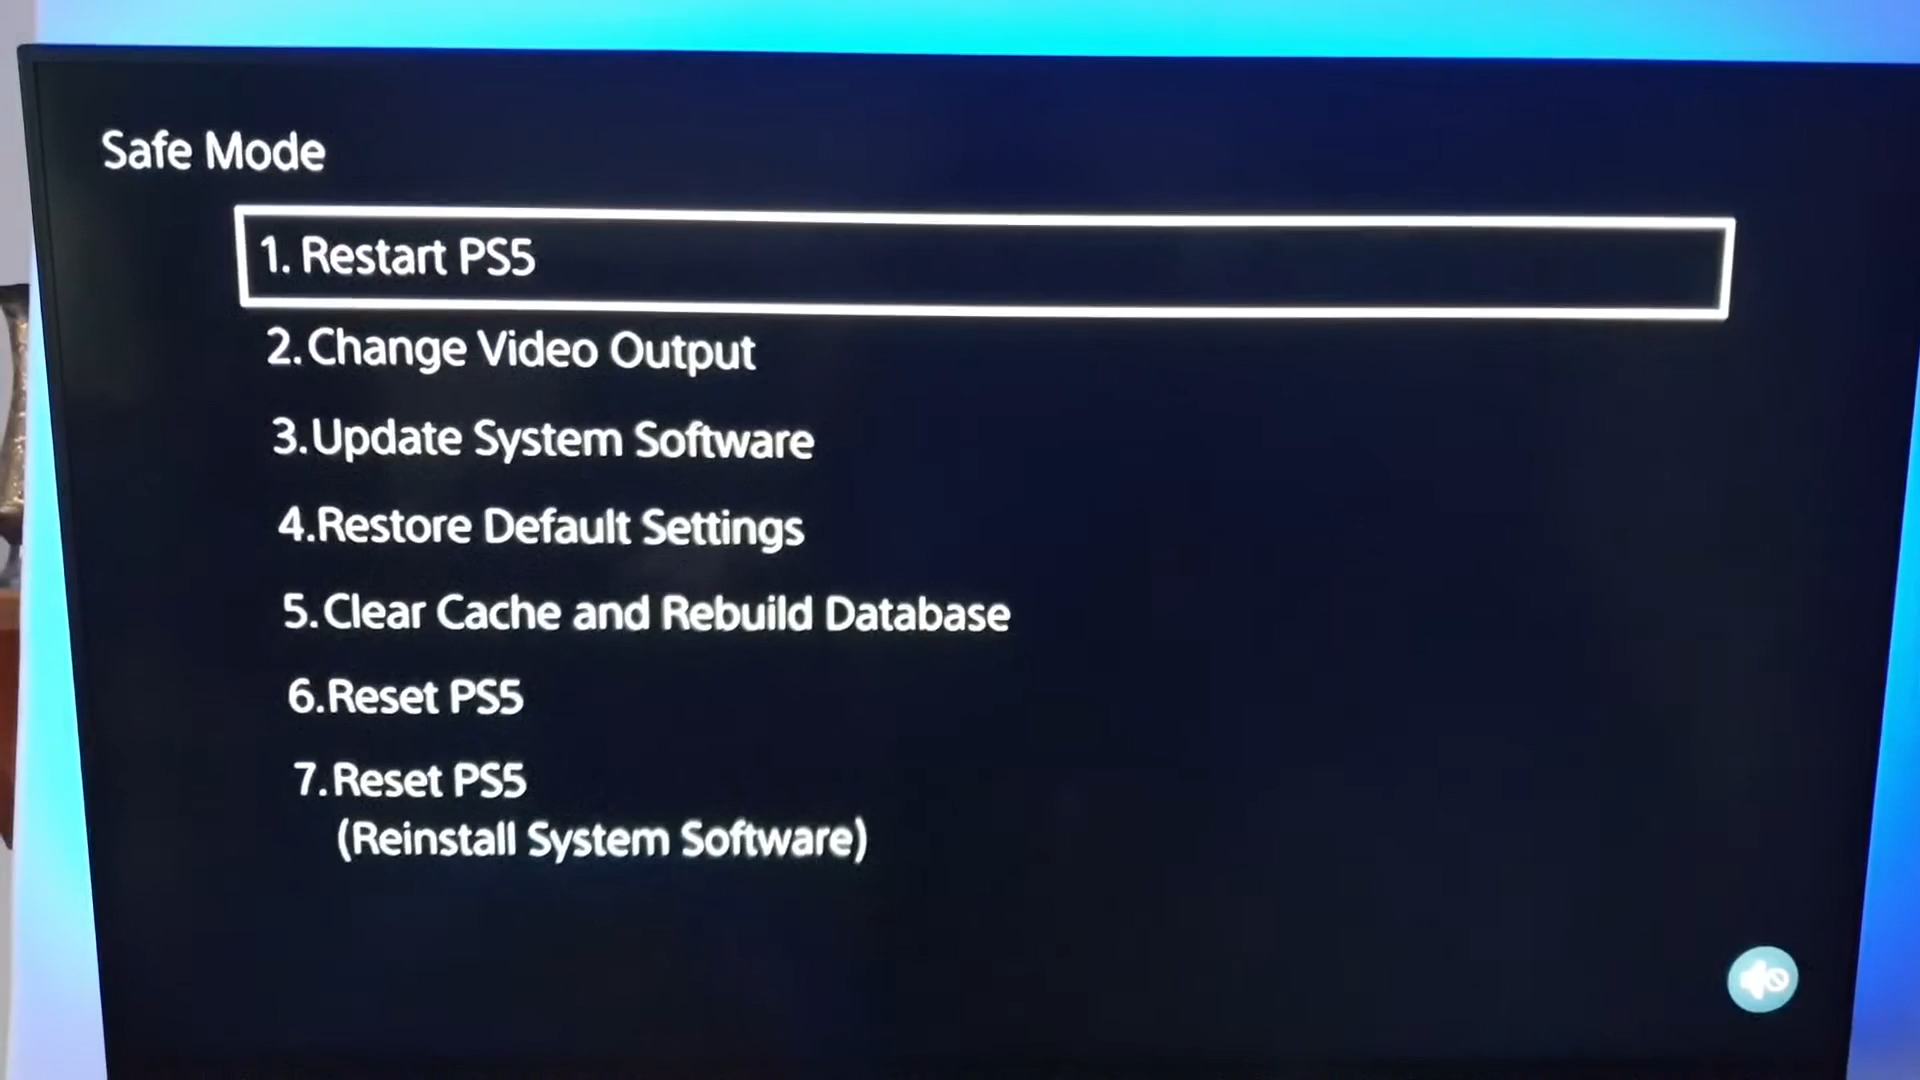 Safe Mode
1. Restart PS5
2.Change Video Output
3.Update System Software
4.Restore Default Settings
5.Clear Cache and Rebuild Database
6.Reset PS5
7.Reset PS5
(Reinstall System Software)